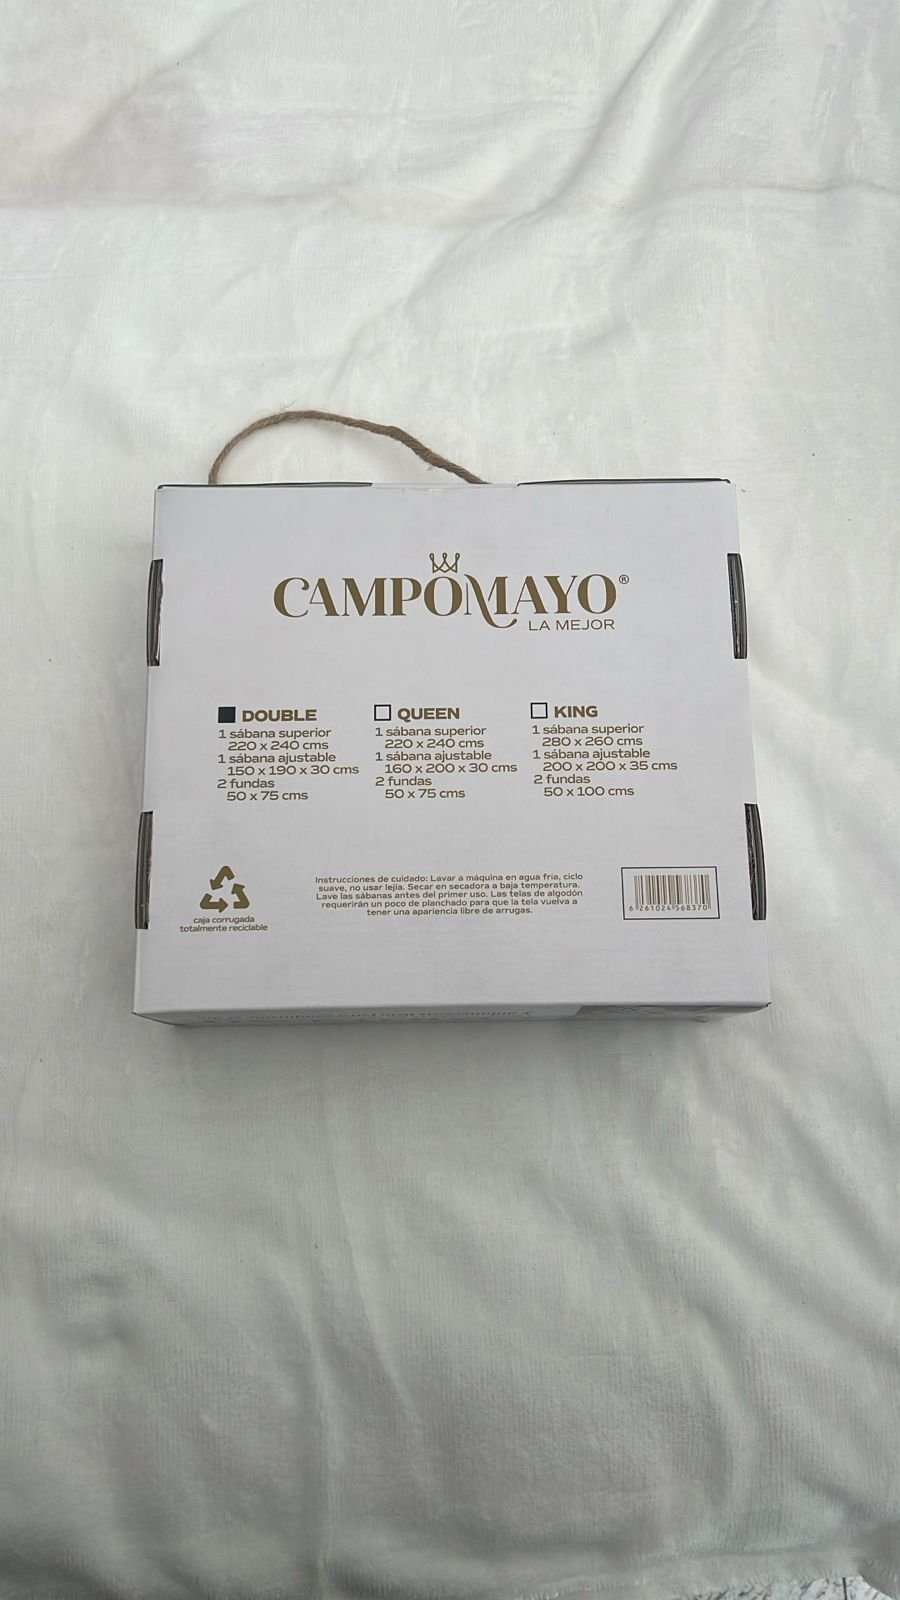 CAMPOMAYO®
LA MEJOR
DOUBLE
1 sábana superior
220 x 240 cms
1 sábana ajustable
150 x 190 x 30 cms
2 fundas
50 x 75 cms
QUEEN
1 sábana superior
220 x 240 cms
1 sábana ajustable
160 x 200 x 30 cms
2 fundas
50 x 75 cms
KING
1 sábana superior
280 x 260 cms
1 sábana ajustable
200 x 200 x 35 cms
2 fundas
50 x 100 cms
caja corrugada
totalmente reciclable
Instrucciones de cuidado: Lavar a máquina en agua fría, ciclo
suave, no usar lejía. Secar en secadora a baja temperatura.
Lave las sábanas antes del primer uso. Las telas de algodón
requerirán un poco de planchado para que la tela vuelva a
tener una apariencia libre de arrugas.
6 261024 568370